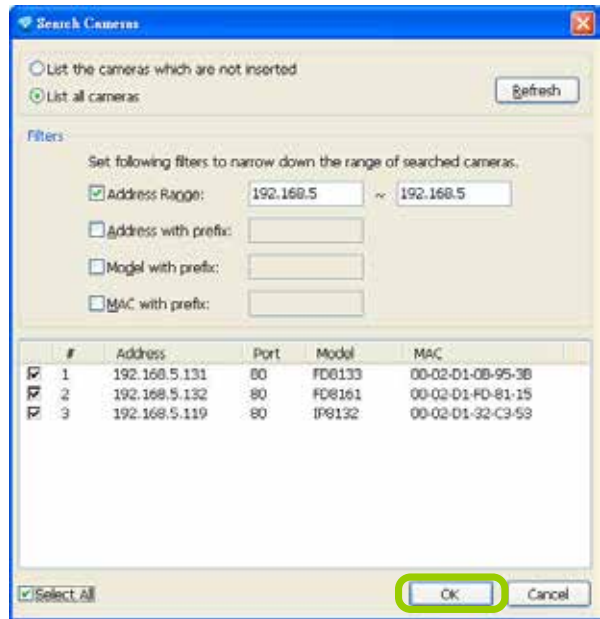 Search Cameras
List the cameras which are not inserted
List all cameras
Refresh
Filters
Set following filters to narrow down the range of searched cameras.
Address Range: 192.168.5 ~ 192.168.5
Address with prefix:
Model with prefix:
MAC with prefix:
# Address Port Model MAC
1 192.168.5.131 80 FD8133 00-02-D1-0B-95-3B
2 192.168.5.132 80 FD8161 00-02-D1-FD-81-15
3 192.168.5.119 80 IP8132 00-02-D1-32-C3-53
Select All OK Cancel